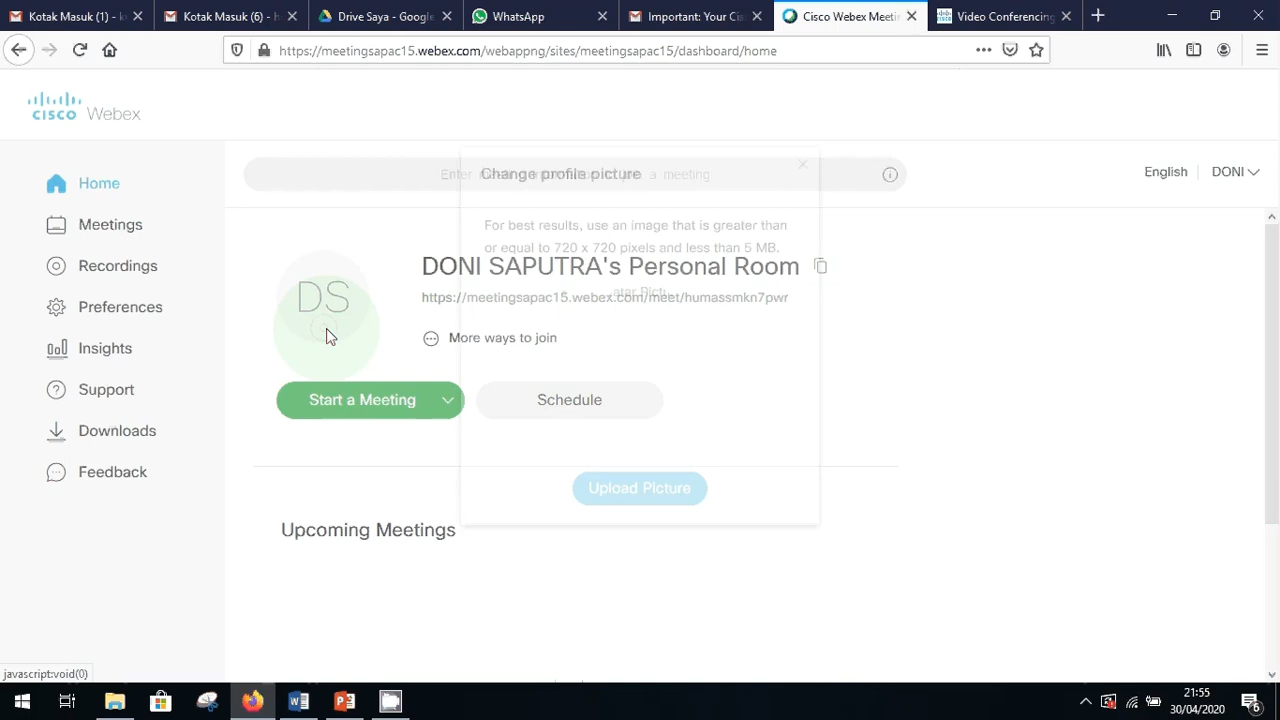 Kotak Masuk (1) - k
Kotak Masuk (6) - H
Drive Saya - Google
WhatsApp
Important: Your Cis
Cisco Webex Meetin
Video Conferencing
https://meetingsapac15.webex.com/webappng/sites/meetingsapac15/dashboard/home
cisco Webex
Change profile picture
English
DONI
Home
Meetings
Recordings
Preferences
Insights
Support
Downloads
Feedback
For best results, use an image that is greater than
or equal to 720 x 720 pixels and less than 5 MB.
DS
DONI SAPUTRA's Personal Room
https://meetingsapac15.webex.com/meet/humassmkn7pwr
More ways to join
Start a Meeting
Schedule
Upload Picture
Upcoming Meetings
javascript:void(0)
21:55
30/04/2020
6